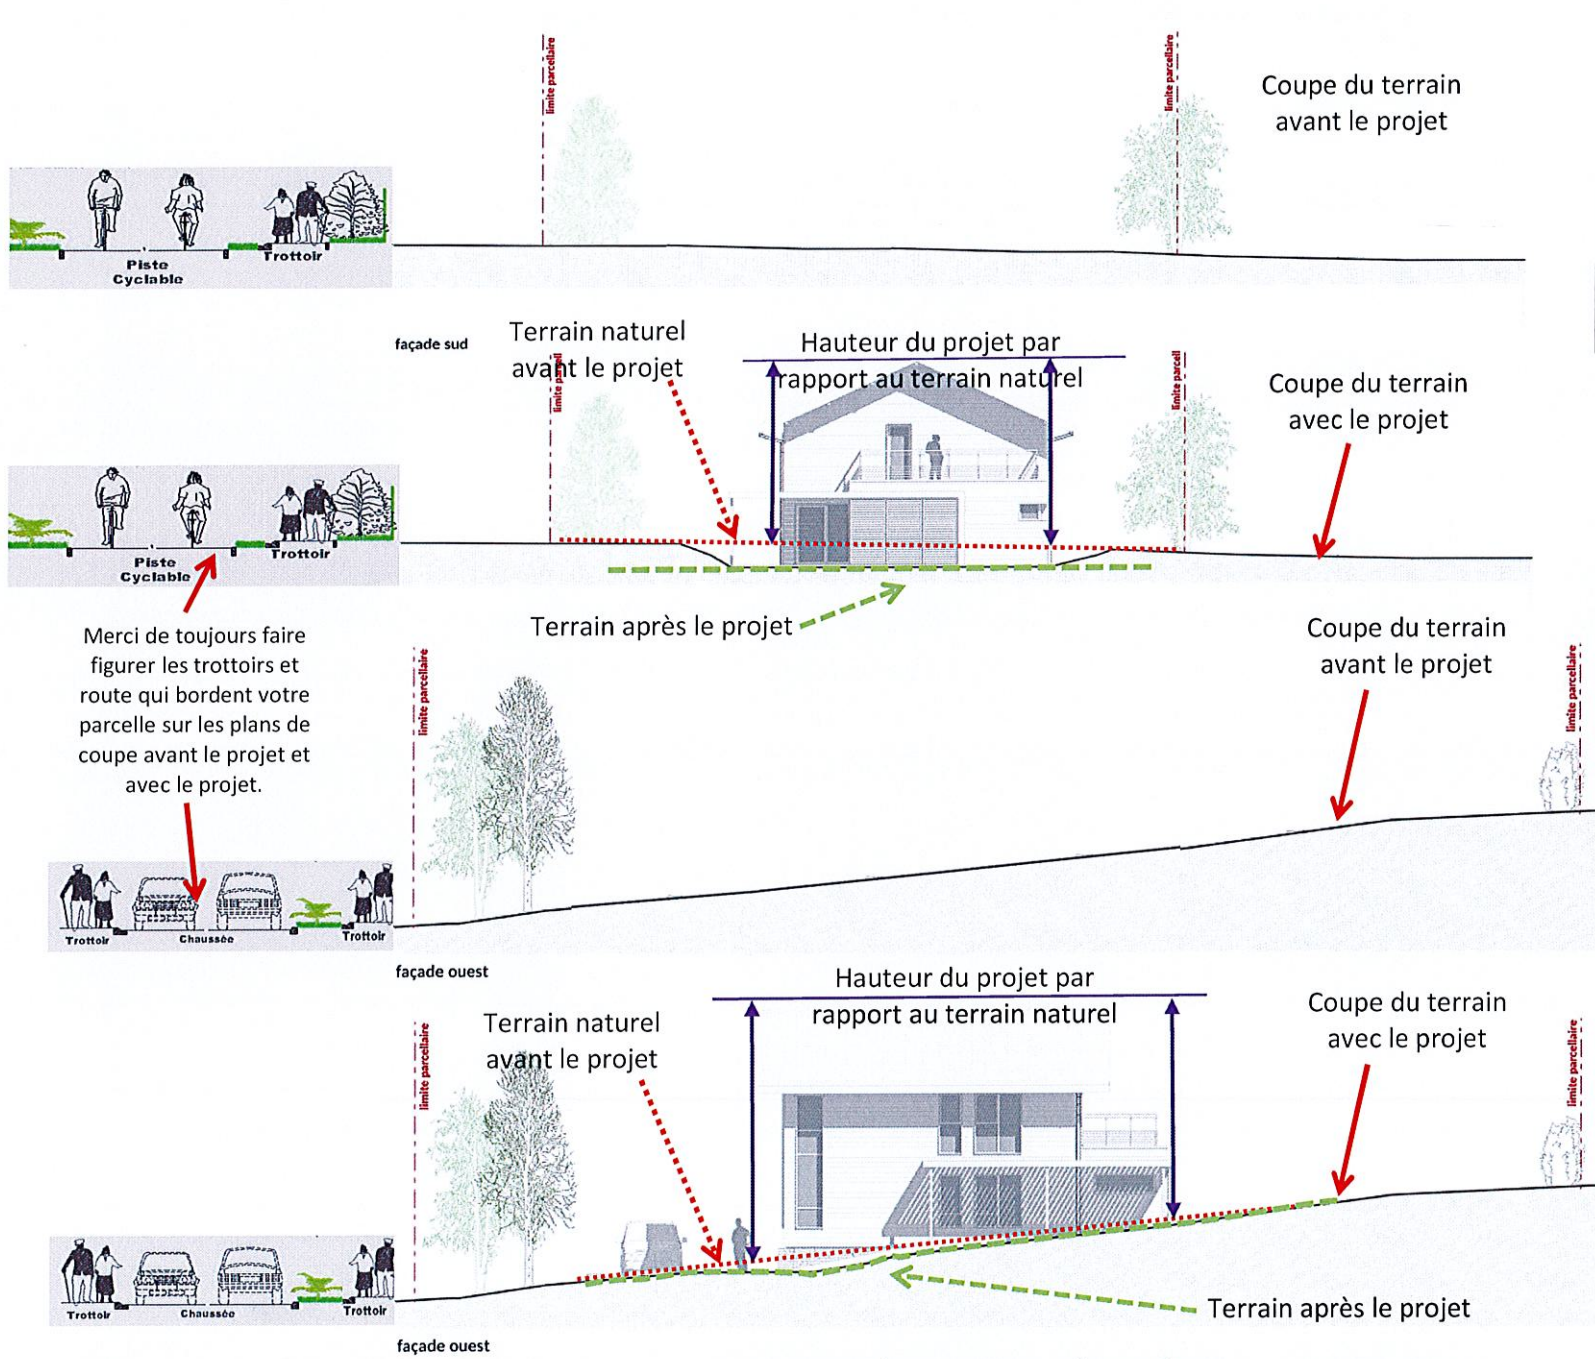 limite parcellaire
limite parcellaire
Coupe du terrain
avant le projet
Piste
Cyclable
Trottoir
façade sud
Terrain naturel
avant le projet
Hauteur du projet par
rapport au terrain naturel
limite parcell
limite parcell
Coupe du terrain
avec le projet
Piste
Cyclable
Trottoir
Terrain après le projet
Merci de toujours faire
figurer les trottoirs et
route qui bordent votre
parcelle sur les plans de
coupe avant le projet et
avec le projet.
limite parcellaire
Coupe du terrain
avant le projet
limite parcellaire
Trottoir
Chaussée
Trottoir
façade ouest
Terrain naturel
avant le projet
Hauteur du projet par
rapport au terrain naturel
Coupe du terrain
avec le projet
limite parcellaire
limite parcellaire
Trottoir
Chaussée
Trottoir
Terrain après le projet
façade ouest